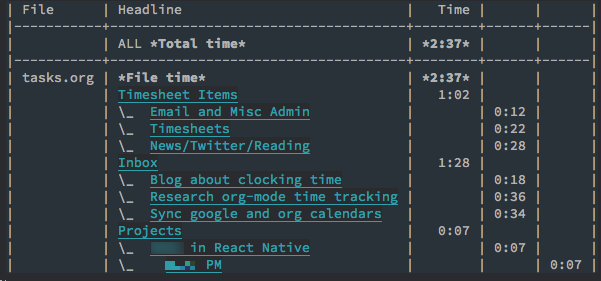 | File | Headline | Time | | |
| | ALL *Total time* | *2:37* | | |
| tasks.org | *File time* | *2:37* | | |
| | Timesheet Items | 1:02 | | |
| | \_ Email and Misc Admin | | 0:12 | |
| | \_ Timesheets | | 0:22 | |
| | \_ News/Twitter/Reading | | 0:28 | |
| | Inbox | 1:28 | | |
| | \_ Blog about clocking time | | 0:18 | |
| | \_ Research org-mode time tracking | | 0:36 | |
| | \_ Sync google and org calendars | | 0:34 | |
| | Projects | 0:07 | | |
| | \_ in React Native | | 0:07 | |
| | \_ PM | | | 0:07 |